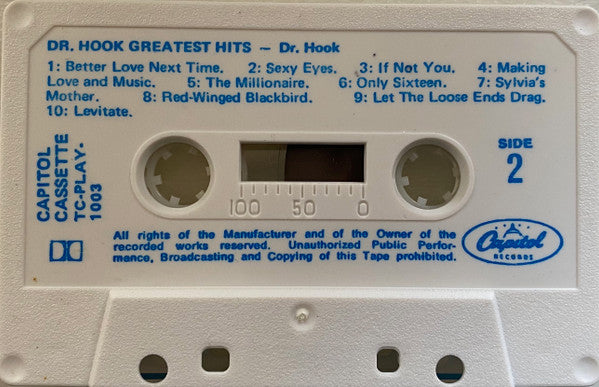 DR. HOOK GREATEST HITS ~ Dr. Hook
1: Better Love Next Time. 2: Sexy Eyes. 3: If Not You. 4: Making
Love and Music. 5: The Millionaire. 6: Only Sixteen. 7: Sylvia's
Mother. 8: Red-Winged Blackbird. 9: Let The Loose Ends Drag.
10: Levitate.
CAPITOL
CASSETTE
TC-PLAY-
1003
SIDE
2
100 50 0
All rights of the Manufacturer and of the Owner of the
recorded works reserved. Unauthorized Public Perfor-
mance, Broadcasting and Copying of this Tape prohibited.
Capitol
RECORDS